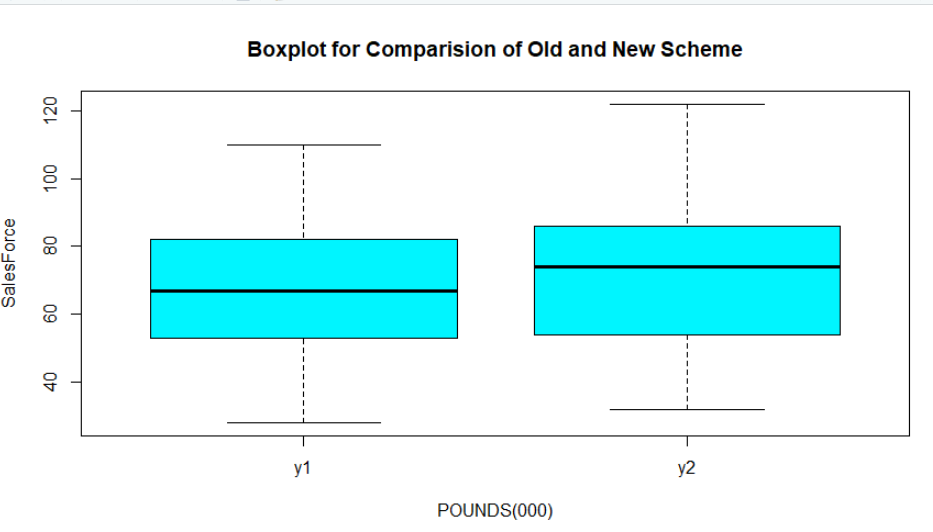 Boxplot for Comparision of Old and New Scheme
120
100
80
60
40
SalesForce
y1
y2
POUNDS(000)